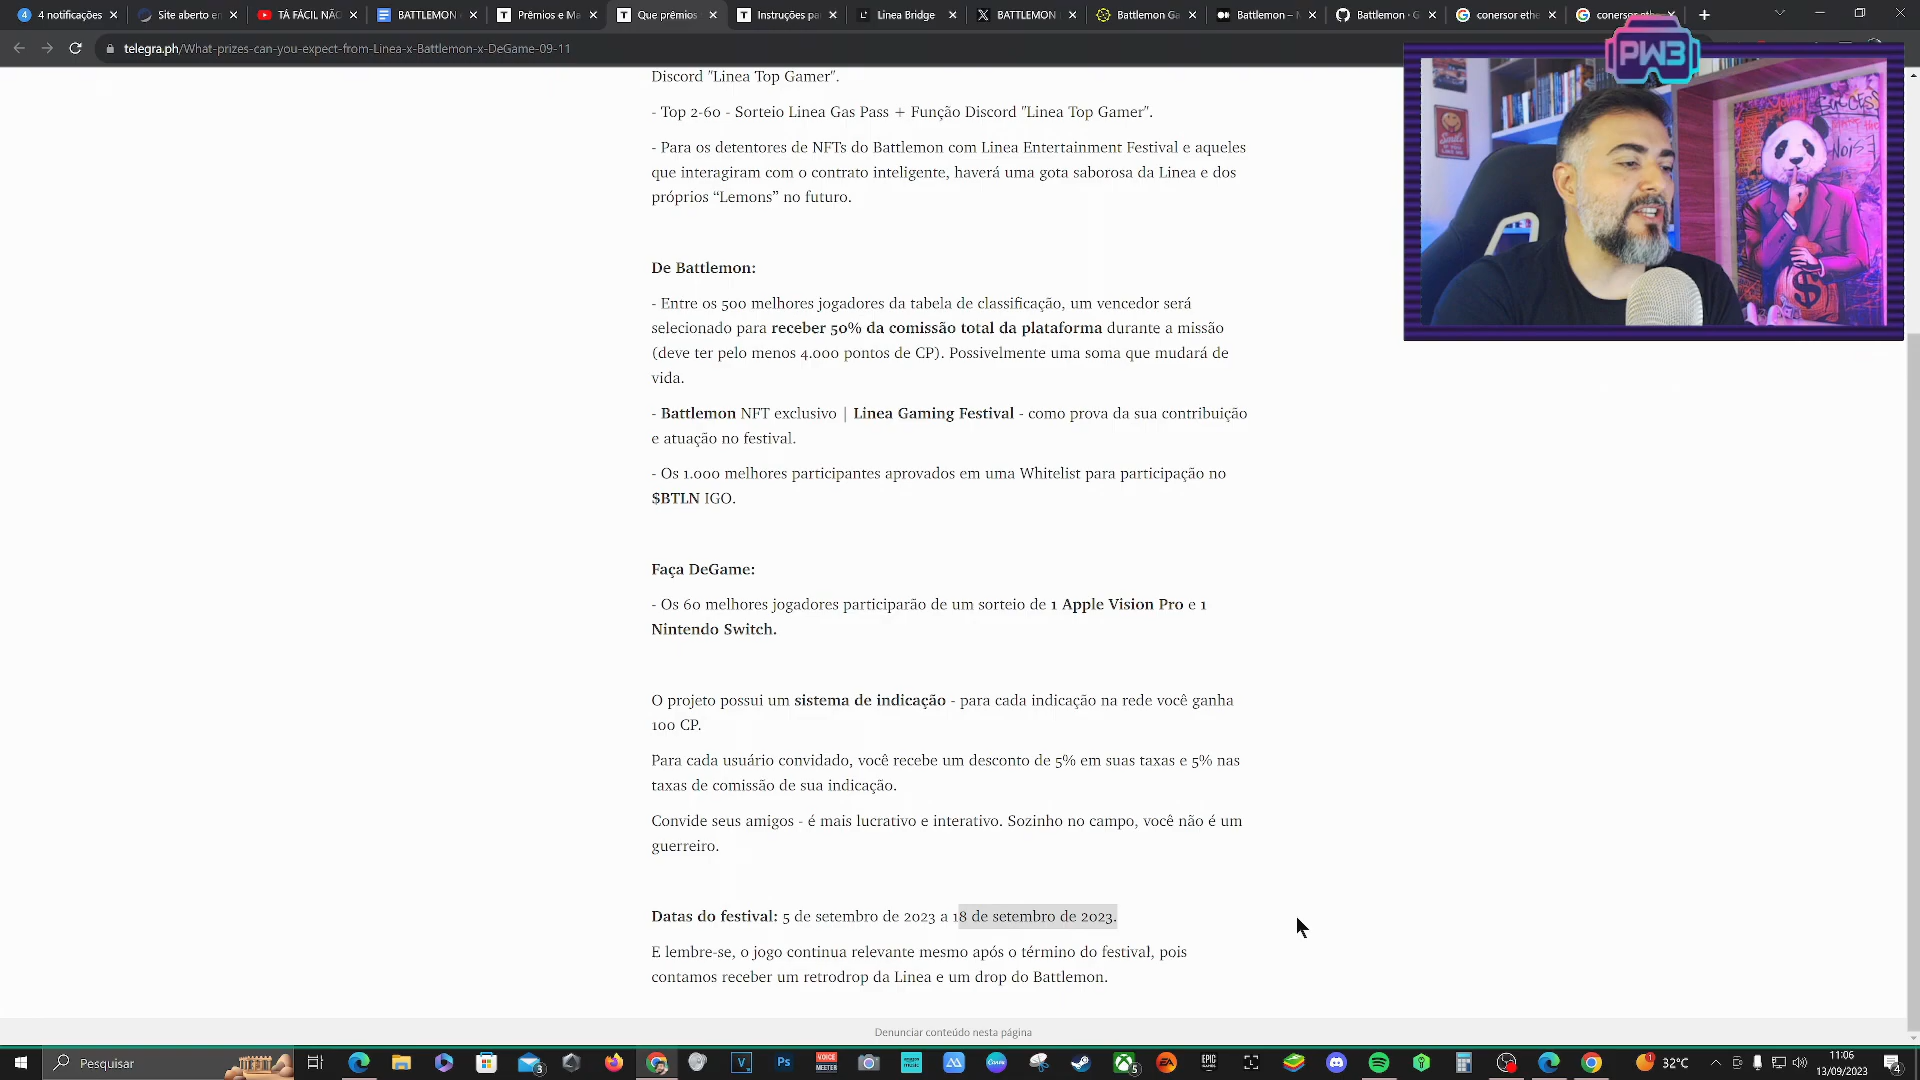 4 notificações
Site aberto en
TÁ FÁCIL NÃO
BATTLEMON
Prêmios e Ma
Que prêmios
Instruções pa
Linea Bridge
BATTLEMON
Battlemon Ga
Battlemon –
Battlemon · G
conersor ethe
conersor eth
telegra.ph/What-prizes-can-you-expect-from-Linea-x-Battlemon-x-DeGame-09-11
PW3
Discord "Linea Top Gamer".
- Top 2-60 - Sorteio Linea Gas Pass + Função Discord "Linea Top Gamer".
- Para os detentores de NFTs do Battlemon com Linea Entertainment Festival e aqueles
que interagiram com o contrato inteligente, haverá uma gota saborosa da Linea e dos
próprios “Lemons” no futuro.
De Battlemon:
- Entre os 500 melhores jogadores da tabela de classificação, um vencedor será
selecionado para receber 50% da comissão total da plataforma durante a missão
(deve ter pelo menos 4.000 pontos de CP). Possivelmente uma soma que mudará de
vida.
- Battlemon NFT exclusivo | Linea Gaming Festival - como prova da sua contribuição
e atuação no festival.
- Os 1.000 melhores participantes aprovados em uma Whitelist para participação no
$BTLN IGO.
Faça DeGame:
- Os 60 melhores jogadores participarão de um sorteio de 1 Apple Vision Pro e 1
Nintendo Switch.
O projeto possui um sistema de indicação - para cada indicação na rede você ganha
100 CP.
Para cada usuário convidado, você recebe um desconto de 5% em suas taxas e 5% nas
taxas de comissão de sua indicação.
Convide seus amigos - é mais lucrativo e interativo. Sozinho no campo, você não é um
guerreiro.
Datas do festival: 5 de setembro de 2023 a 18 de setembro de 2023.
E lembre-se, o jogo continua relevante mesmo após o término do festival, pois
contamos receber um retrodrop da Linea e um drop do Battlemon.
Denunciar conteúdo nesta página
Pesquisar
32°C
11:06
13/09/2023